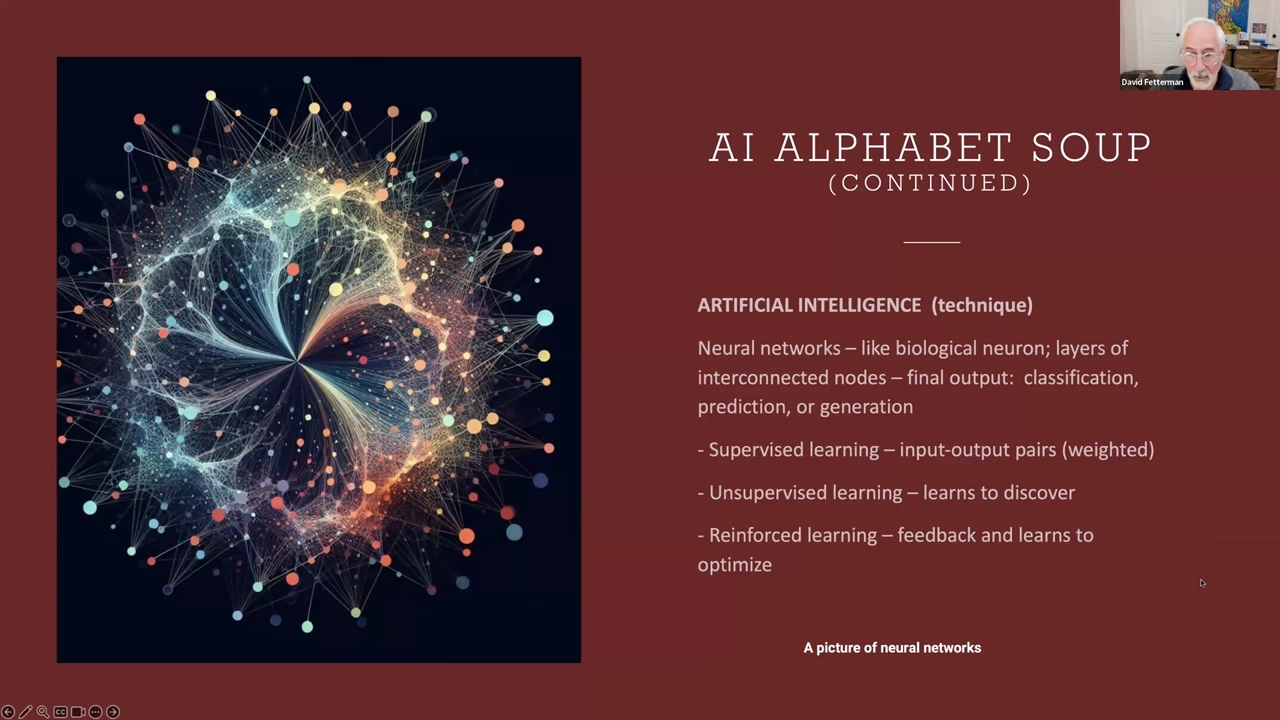 David Fetterman
AI ALPHABET SOUP
(CONTINUED)
ARTIFICIAL INTELLIGENCE (technique)
Neural networks – like biological neuron; layers of
interconnected nodes – final output: classification,
prediction, or generation
- Supervised learning – input-output pairs (weighted)
- Unsupervised learning – learns to discover
- Reinforced learning – feedback and learns to
optimize
A picture of neural networks
CC